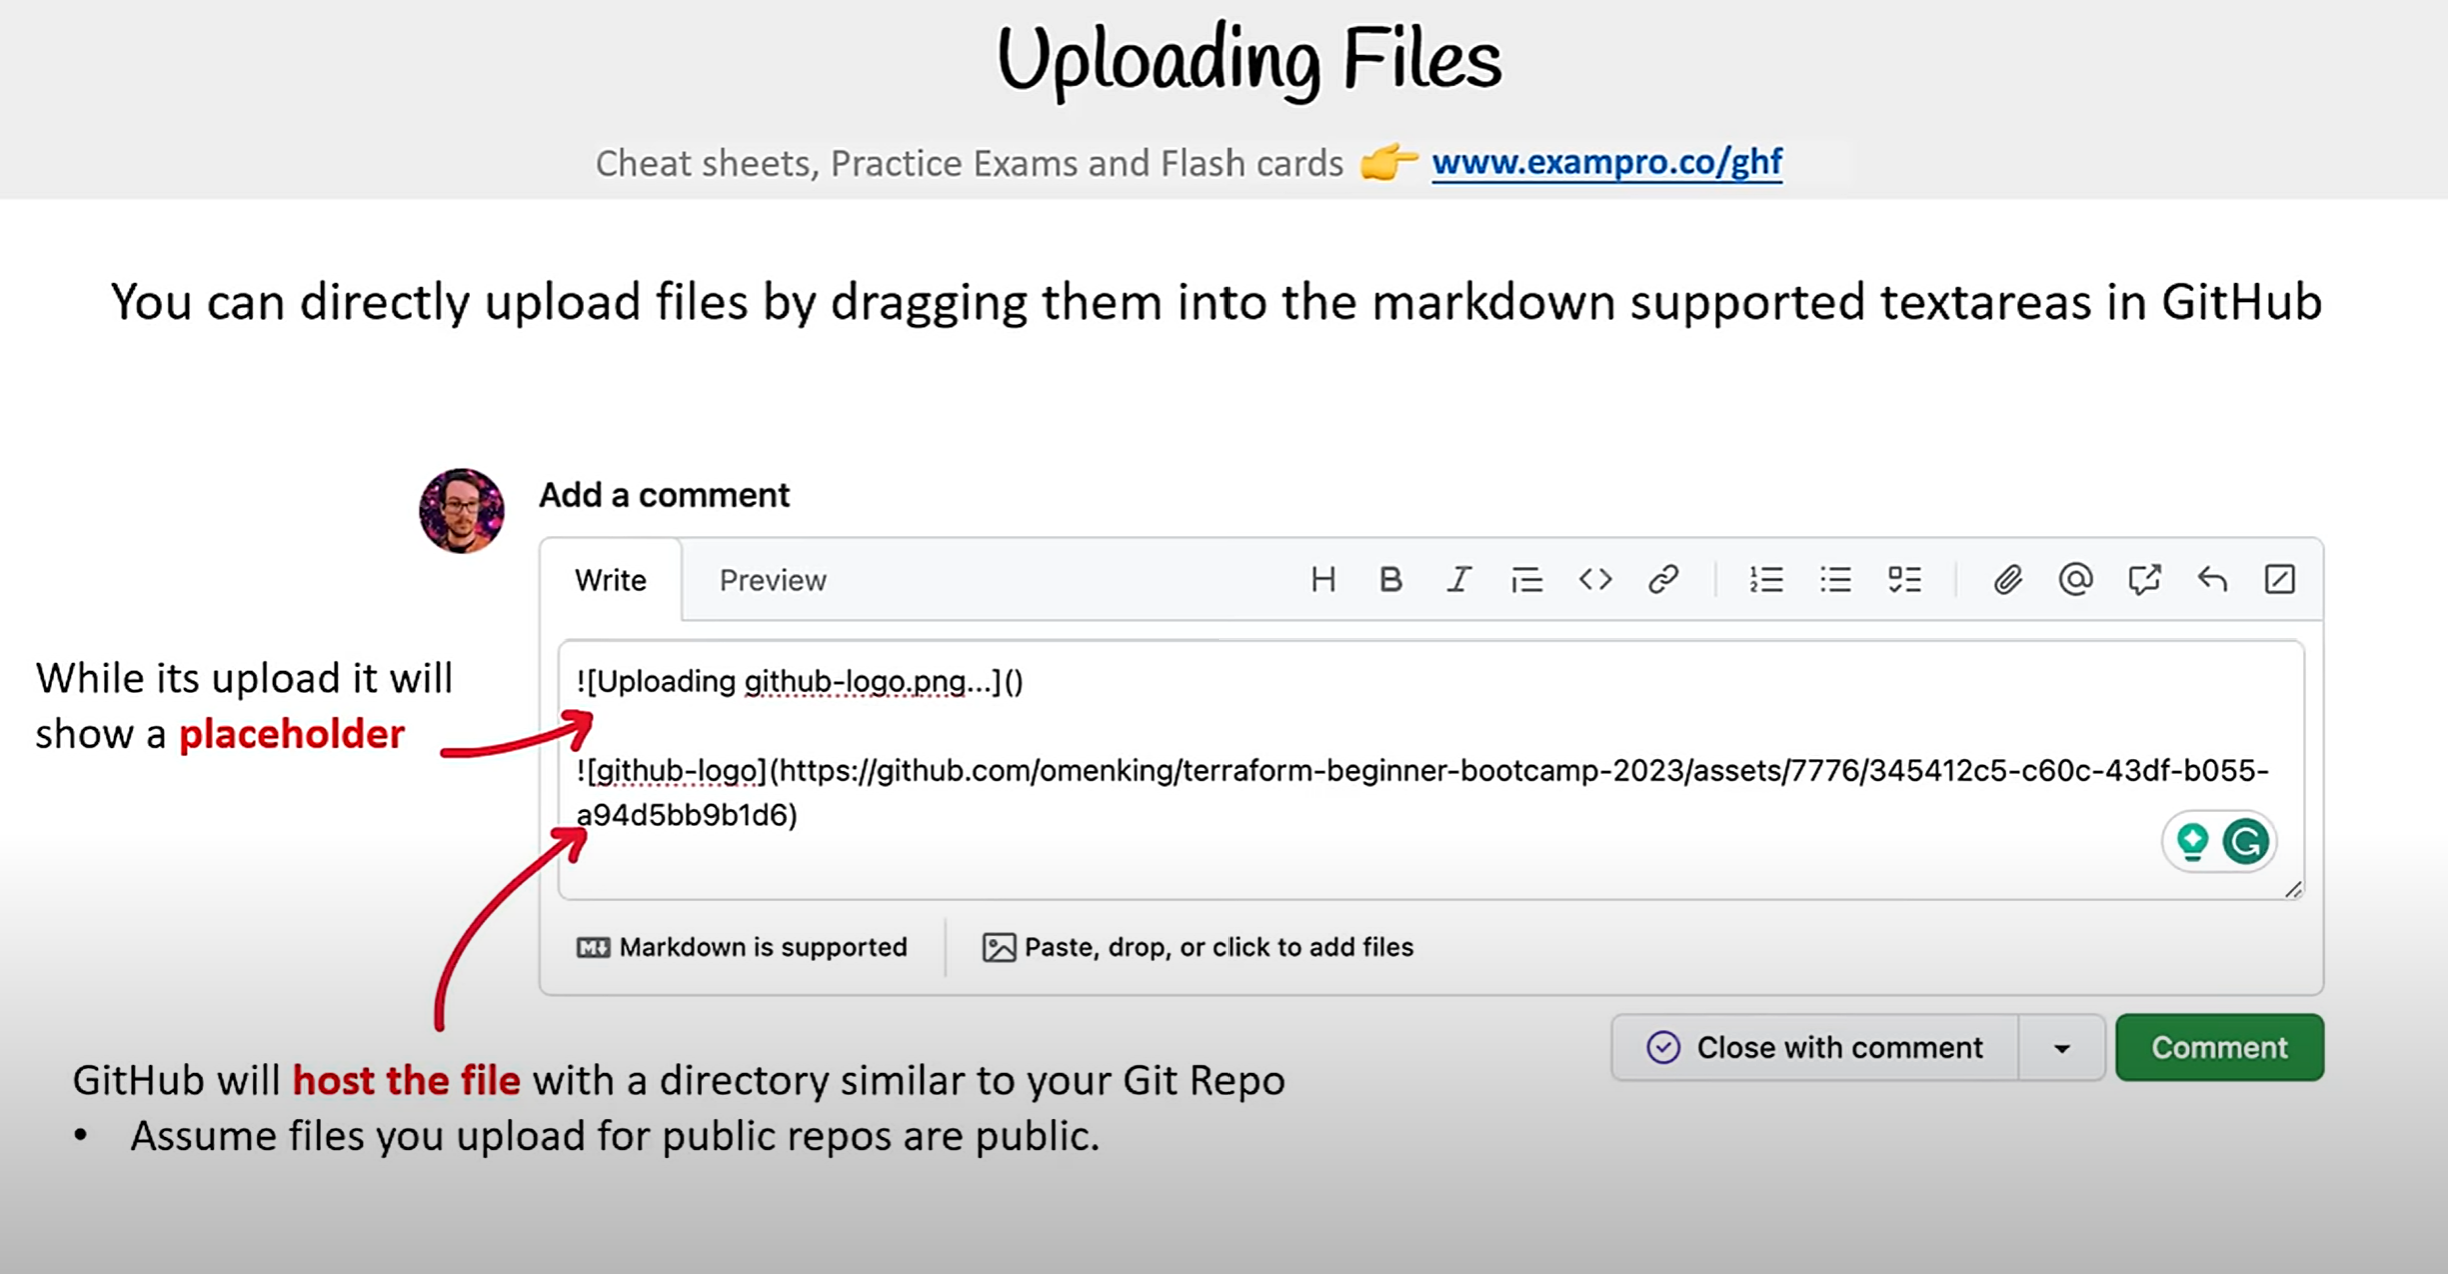 Uploading Files
Cheat sheets, Practice Exams and Flash cards 👉 www.exampro.co/ghf
You can directly upload files by dragging them into the markdown supported textareas in GitHub
Add a comment
Write Preview
While its upload it will
show a placeholder
![Uploading github-logo.png...]()
![github-logo](https://github.com/omenking/terraform-beginner-bootcamp-2023/assets/7776/345412c5-c60c-43df-b055-
a94d5bb9b1d6)
Markdown is supported
Paste, drop, or click to add files
Close with comment
Comment
GitHub will host the file with a directory similar to your Git Repo
• Assume files you upload for public repos are public.